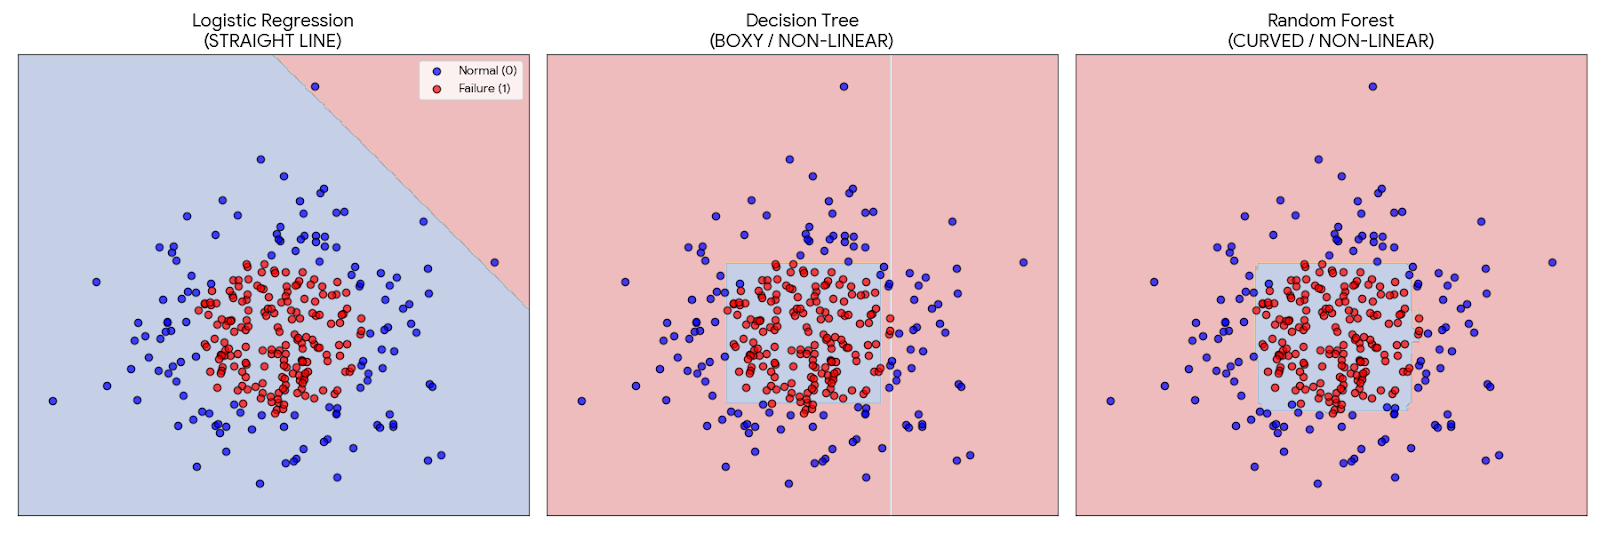 Logistic Regression
(STRAIGHT LINE)
Normal (0)
Failure (1)
Decision Tree
(BOXY / NON-LINEAR)
Random Forest
(CURVED / NON-LINEAR)